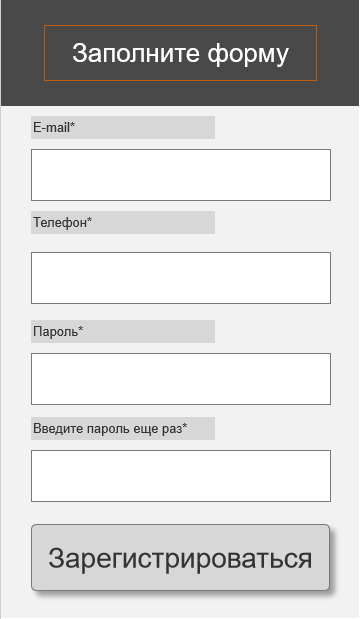 Заполните форму
E-mail*
Телефон*
Пароль*
Введите пароль еще раз*
Зарегистрироваться